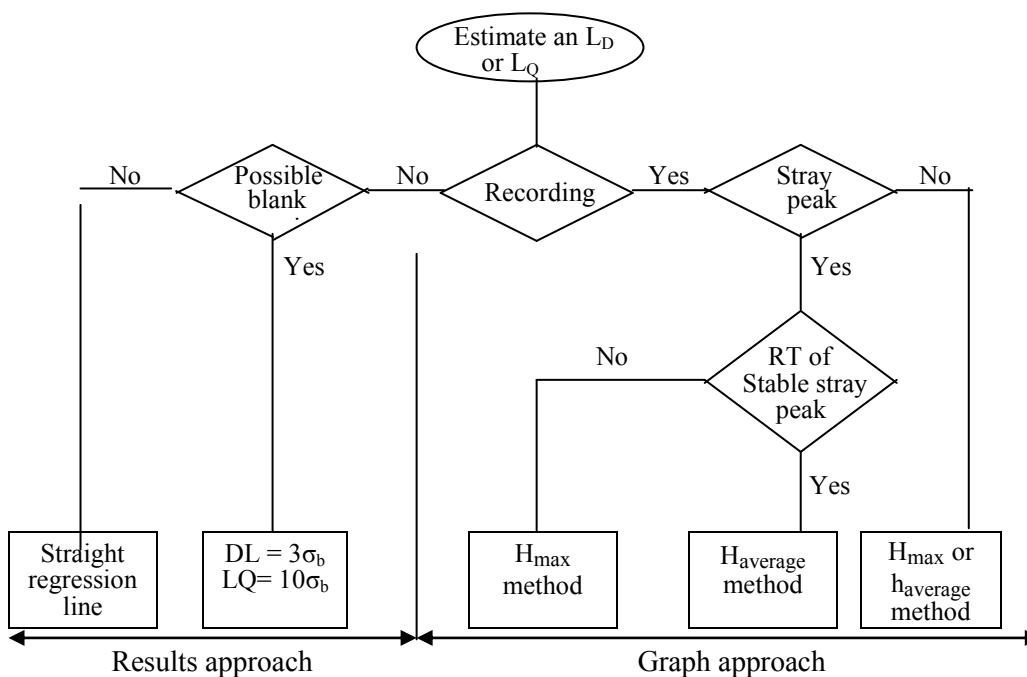 Estimate an L_D
or L_Q
No
Possible
blank
.
No
Recording
Yes
Stray
peak
No
Yes
Yes
No
RT of
Stable stray
peak
Yes
Straight
regression
line
DL = 3σ_b
LQ= 10σ_b
H_max
method
H_average
method
H_max or
h_average
method
Results approach
Graph approach